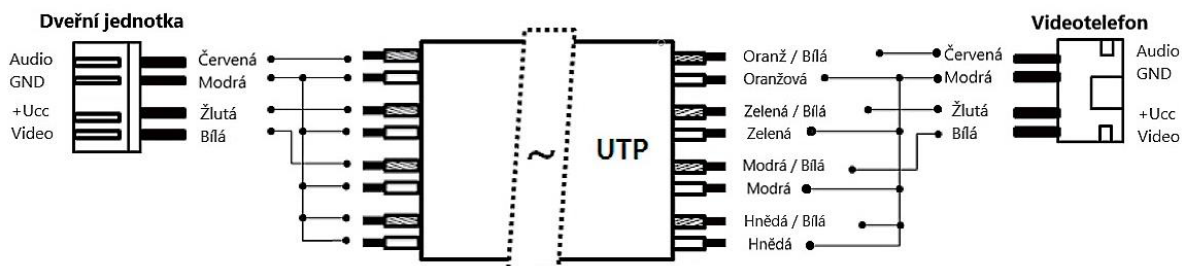 Dveřní jednotka
Audio
GND
+Ucc
Video
Červená
Modrá
Žlutá
Bílá
~
UTP
Oranž / Bílá
Oranžová
Zelená / Bílá
Zelená
Modrá / Bílá
Modrá
Hnědá / Bílá
Hnědá
Červená
Modrá
Žlutá
Bílá
Videotelefon
Audio
GND
+Ucc
Video